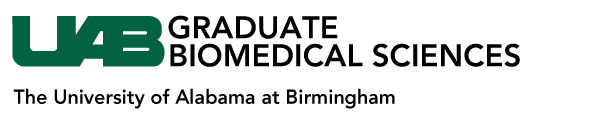 UAB GRADUATE
BIOMEDICAL SCIENCES
The University of Alabama at Birmingham